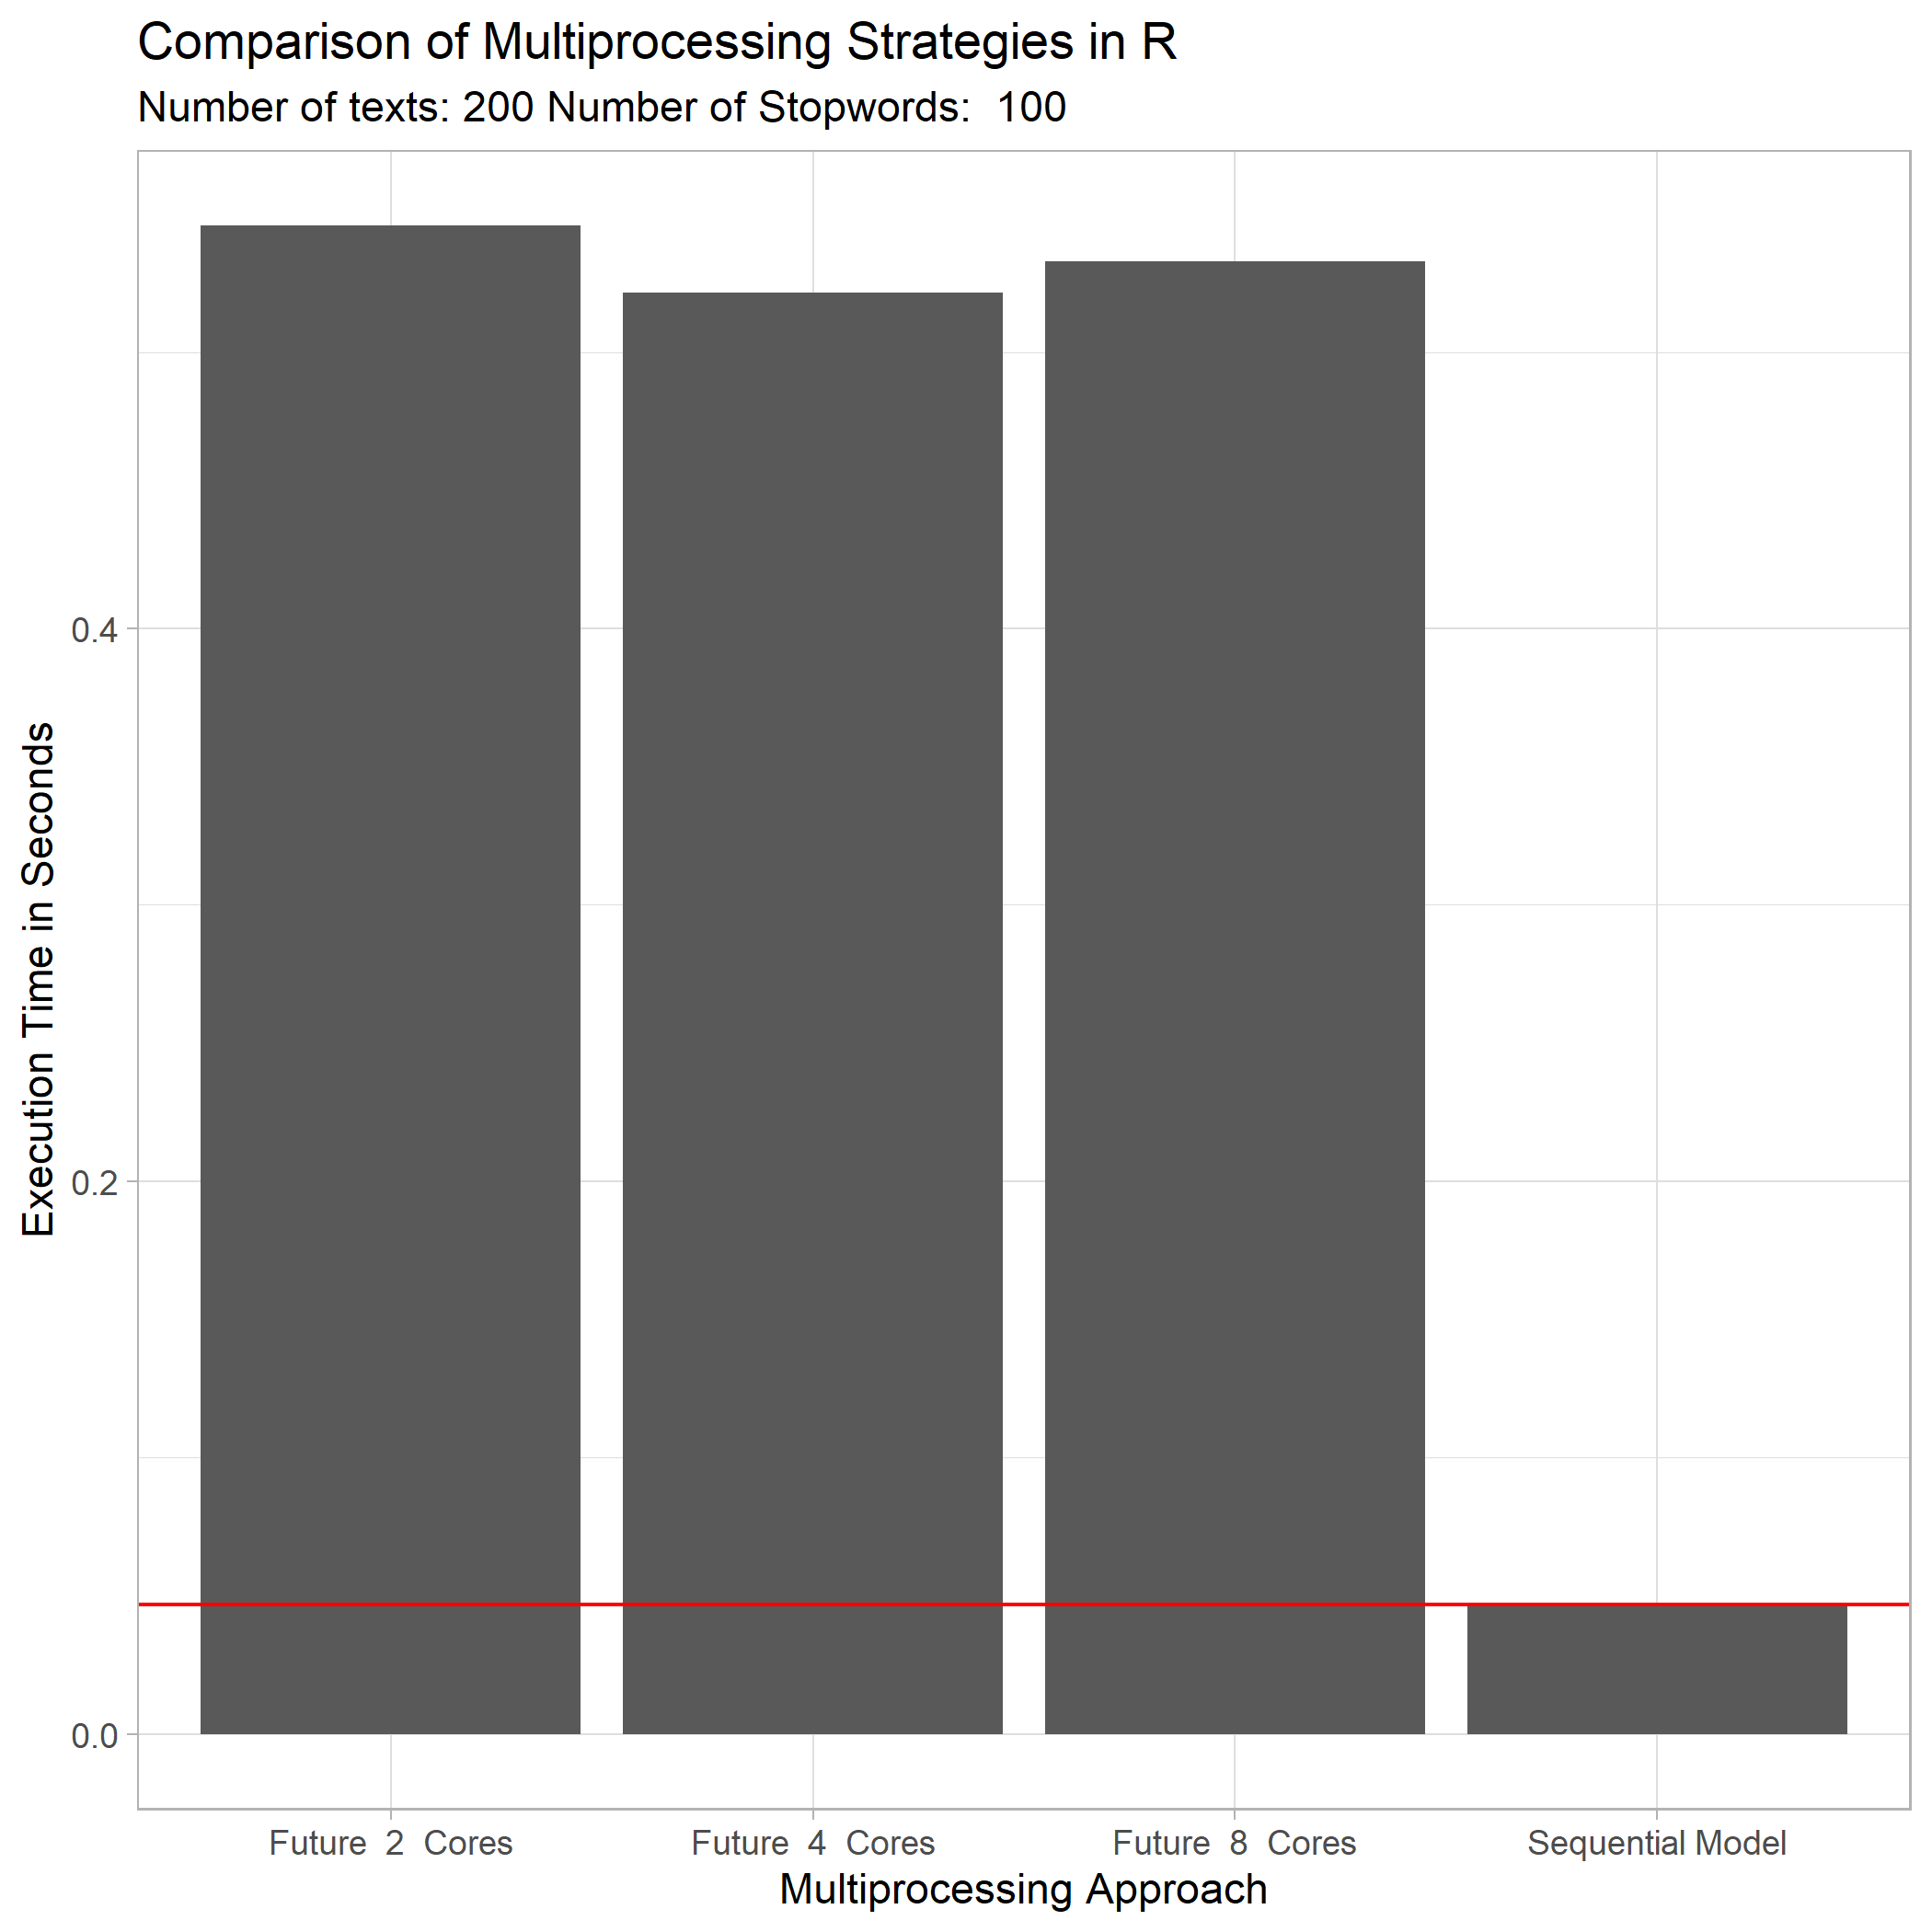 Comparison of Multiprocessing Strategies in R
Number of texts: 200 Number of Stopwords:  100
Execution Time in Seconds
0.4
0.2
0.0
Future  2  Cores
Future  4  Cores
Future  8  Cores
Sequential Model
Multiprocessing Approach